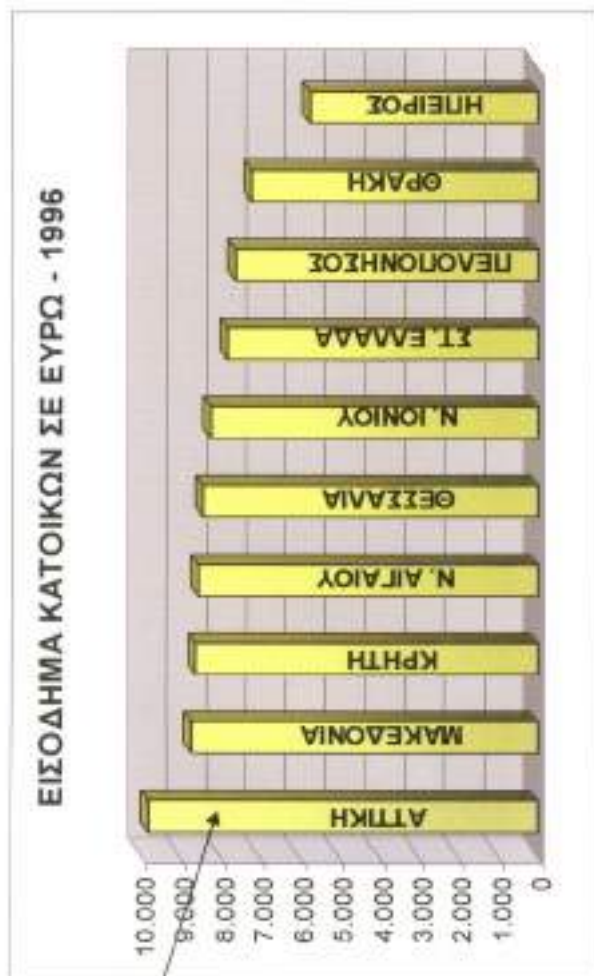 ΕΙΣΟΔΗΜΑ ΚΑΤΟΙΚΩΝ ΣΕ ΕΥΡΩ - 1996
10.000
9.000
8.000
7.000
6.000
5.000
4.000
3.000
2.000
1.000
0
ΑΤΤΙΚΗ
ΜΑΚΕΔΟΝΙΑ
ΚΡΗΤΗ
Ν. ΑΙΓΑΙΟΥ
ΘΕΣΣΑΛΙΑ
Ν. ΙΟΝΙΟΥ
ΣΤ. ΕΛΛΑΔΑ
ΠΕΛΟΠΟΝΗΣΟΣ
ΘΡΑΚΗ
ΗΠΕΙΡΟΣ